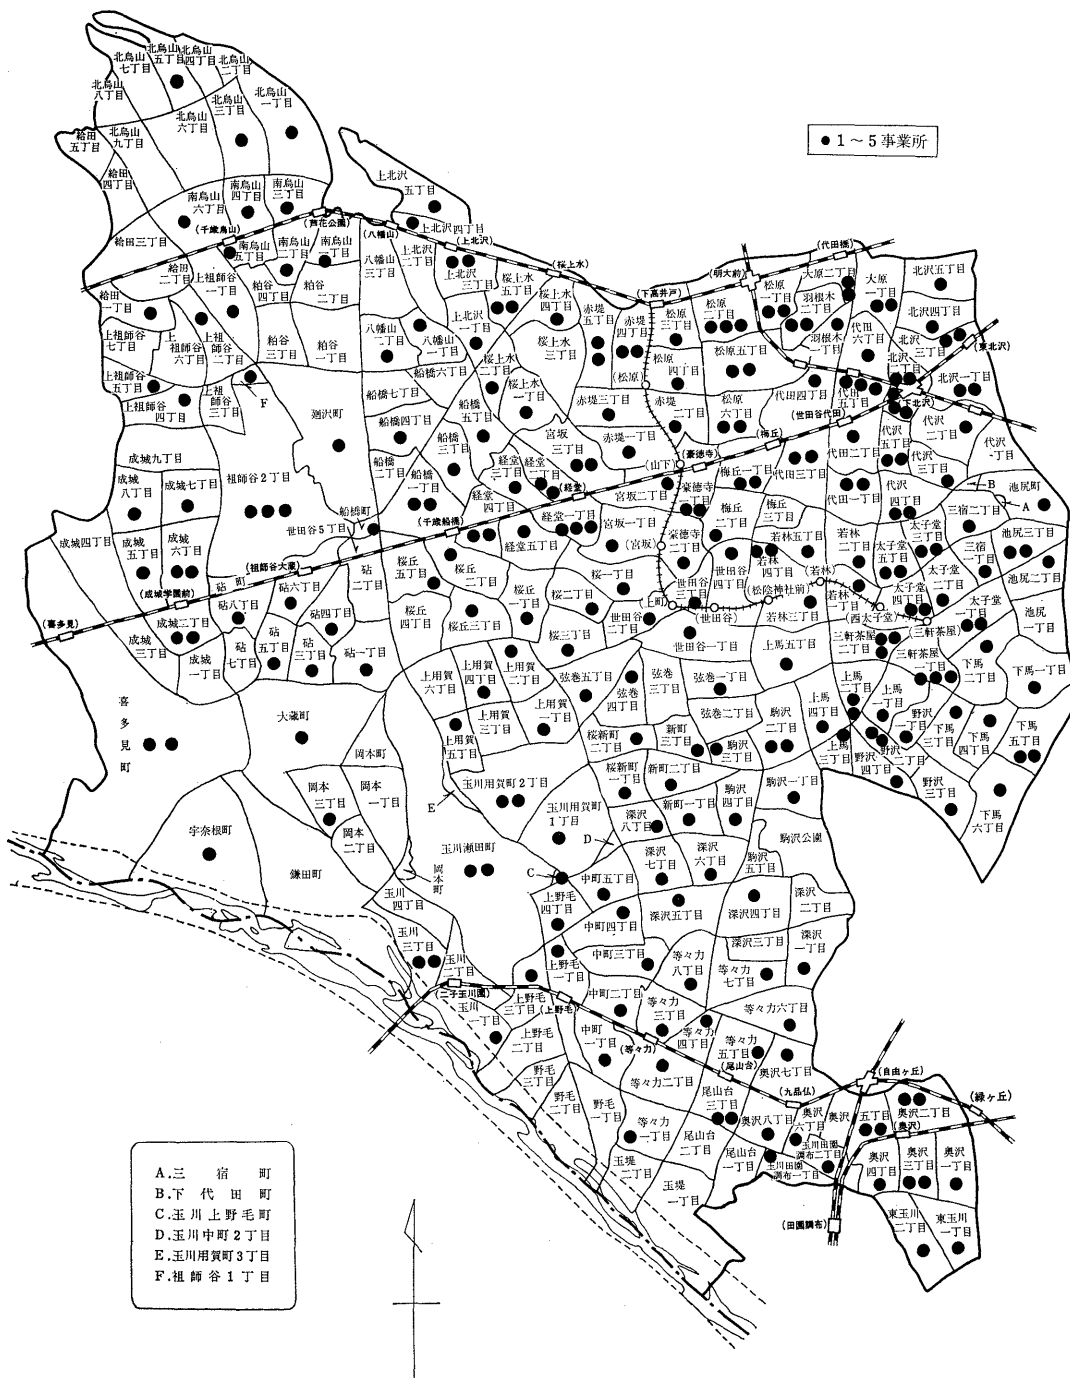 ●1～5事業所
北烏山七丁目
北烏山五丁目
北烏山四丁目
北烏山二丁目
北烏山八丁目
北烏山三丁目
北烏山一丁目
北烏山六丁目
北烏山九丁目
給田五丁目
給田四丁目
上北沢五丁目
南烏山六丁目
南烏山四丁目
南烏山三丁目
(芦花公園)
上北沢四丁目
(千歳烏山)
(八幡山)
(上北沢)
給田三丁目
南烏山五丁目
南烏山二丁目
南烏山一丁目
八幡山三丁目
上北沢二丁目
上北沢三丁目
桜上水五丁目
(桜上水)
(代田橋)
(明大前)
給田二丁目
給田一丁目
上祖師谷一丁目
粕谷四丁目
粕谷二丁目
桜上水四丁目
(下高井戸)
赤堤五丁目
赤堤四丁目
松原三丁目
松原二丁目
松原一丁目
大原二丁目
大原一丁目
羽根木二丁目
羽根木一丁目
北沢五丁目
北沢四丁目
北沢三丁目
(東北沢)
上祖師谷七丁目
上祖師谷六丁目
上祖師谷二丁目
粕谷三丁目
粕谷一丁目
八幡山二丁目
八幡山一丁目
上北沢一丁目
桜上水三丁目
桜上水二丁目
桜上水一丁目
松原四丁目
松原五丁目
代田六丁目
北沢二丁目
北沢一丁目
上祖師谷五丁目
上祖師谷四丁目
上祖師谷三丁目
F
船橋六丁目
船橋七丁目
(松原)
赤堤三丁目
赤堤二丁目
松原六丁目
代田四丁目
代田五丁目
(下北沢)
(世田谷代田)
廻沢町
船橋四丁目
船橋五丁目
宮坂三丁目
赤堤一丁目
(豪徳寺)
(梅丘)
代田二丁目
代沢五丁目
代沢二丁目
代沢一丁目
代沢三丁目
成城九丁目
成城八丁目
成城七丁目
祖師谷2丁目
船橋二丁目
船橋三丁目
船橋一丁目
経堂三丁目
経堂二丁目
(経堂)
(山下)
宮坂二丁目
豪徳寺一丁目
梅丘一丁目
代田三丁目
代田一丁目
代沢四丁目
B
A
池尻町
三宿二丁目
船橋町
世田谷5丁目
(千歳船橋)
経堂四丁目
経堂一丁目
経堂五丁目
宮坂一丁目
(宮坂)
豪徳寺二丁目
梅丘二丁目
梅丘三丁目
若林五丁目
若林二丁目
太子堂三丁目
太子堂五丁目
三宿一丁目
池尻三丁目
池尻二丁目
成城四丁目
成城五丁目
成城六丁目
(祖師谷大蔵)
砧町
(成城学園前)
砧八丁目
砧六丁目
砧四丁目
砧二丁目
桜丘五丁目
桜丘二丁目
桜丘一丁目
桜一丁目
桜二丁目
世田谷三丁目
世田谷四丁目
若林四丁目
(若林)
若林一丁目
太子堂四丁目
太子堂二丁目
太子堂一丁目
池尻一丁目
(喜多見)
成城三丁目
成城二丁目
成城一丁目
砧七丁目
砧五丁目
砧三丁目
砧一丁目
桜丘四丁目
桜丘三丁目
桜三丁目
世田谷二丁目
(上町)
(世田谷)
(松陰神社前)
若林三丁目
(西太子堂)
(三軒茶屋)
世田谷一丁目
上馬五丁目
三軒茶屋二丁目
三軒茶屋一丁目
下馬二丁目
下馬一丁目
喜多見町
大蔵町
岡本町
上用賀六丁目
上用賀四丁目
上用賀二丁目
上用賀三丁目
上用賀一丁目
上用賀五丁目
弦巻五丁目
弦巻四丁目
弦巻三丁目
弦巻一丁目
弦巻二丁目
桜新町二丁目
新町三丁目
駒沢三丁目
駒沢二丁目
上馬四丁目
上馬二丁目
上馬一丁目
上馬三丁目
野沢一丁目
野沢二丁目
野沢四丁目
野沢三丁目
下馬三丁目
下馬四丁目
下馬五丁目
下馬六丁目
岡本三丁目
岡本一丁目
岡本二丁目
E
玉川用賀町2丁目
玉川用賀町1丁目
桜新町一丁目
新町二丁目
新町一丁目
駒沢四丁目
駒沢一丁目
宇奈根町
鎌田町
岡本町
玉川瀬田町
D
深沢八丁目
深沢七丁目
深沢六丁目
駒沢五丁目
駒沢公園
C
中町五丁目
玉川四丁目
上野毛四丁目
中町四丁目
深沢五丁目
深沢四丁目
深沢二丁目
深沢三丁目
深沢一丁目
玉川三丁目
玉川二丁目
上野毛一丁目
中町三丁目
等々力八丁目
等々力七丁目
(二子玉川園)
玉川一丁目
上野毛三丁目
(上野毛)
上野毛二丁目
中町二丁目
中町一丁目
等々力三丁目
等々力四丁目
等々力六丁目
(等々力)
等々力五丁目
(尾山台)
奥沢七丁目
(自由ヶ丘)
野毛三丁目
野毛二丁目
野毛一丁目
等々力二丁目
等々力一丁目
尾山台三丁目
(九品仏)
奥沢八丁目
奥沢六丁目
奥沢五丁目
奥沢二丁目
(奥沢)
(緑ヶ丘)
尾山台二丁目
尾山台一丁目
玉川田園調布二丁目
玉川田園調布一丁目
奥沢四丁目
奥沢三丁目
奥沢一丁目
玉堤二丁目
玉堤一丁目
(田園調布)
東玉川二丁目
東玉川一丁目
A.三宿町
B.下代田町
C.玉川上野毛町
D.玉川中町2丁目
E.玉川用賀町3丁目
F.祖師谷1丁目